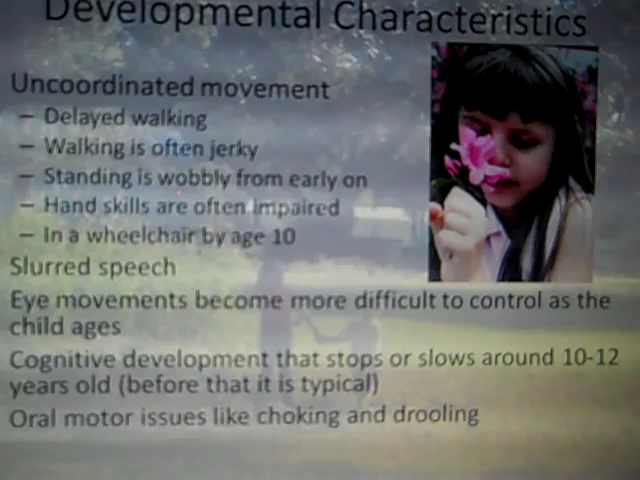 Developmental Characteristics
Uncoordinated movement
– Delayed walking
– Walking is often jerky
– Standing is wobbly from early on
– Hand skills are often impaired
– In a wheelchair by age 10
Slurred speech
Eye movements become more difficult to control as the
child ages
Cognitive development that stops or slows around 10-12
years old (before that it is typical)
Oral motor issues like choking and drooling